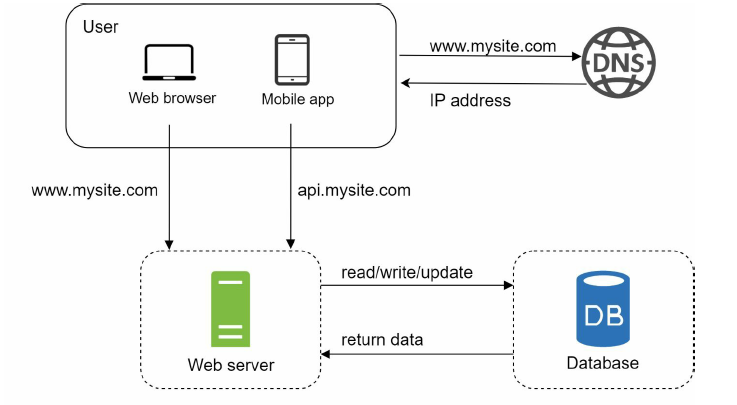 User
www.mysite.com
DNS
Web browser
Mobile app
IP address
www.mysite.com
api.mysite.com
read/write/update
DB
return data
Web server
Database